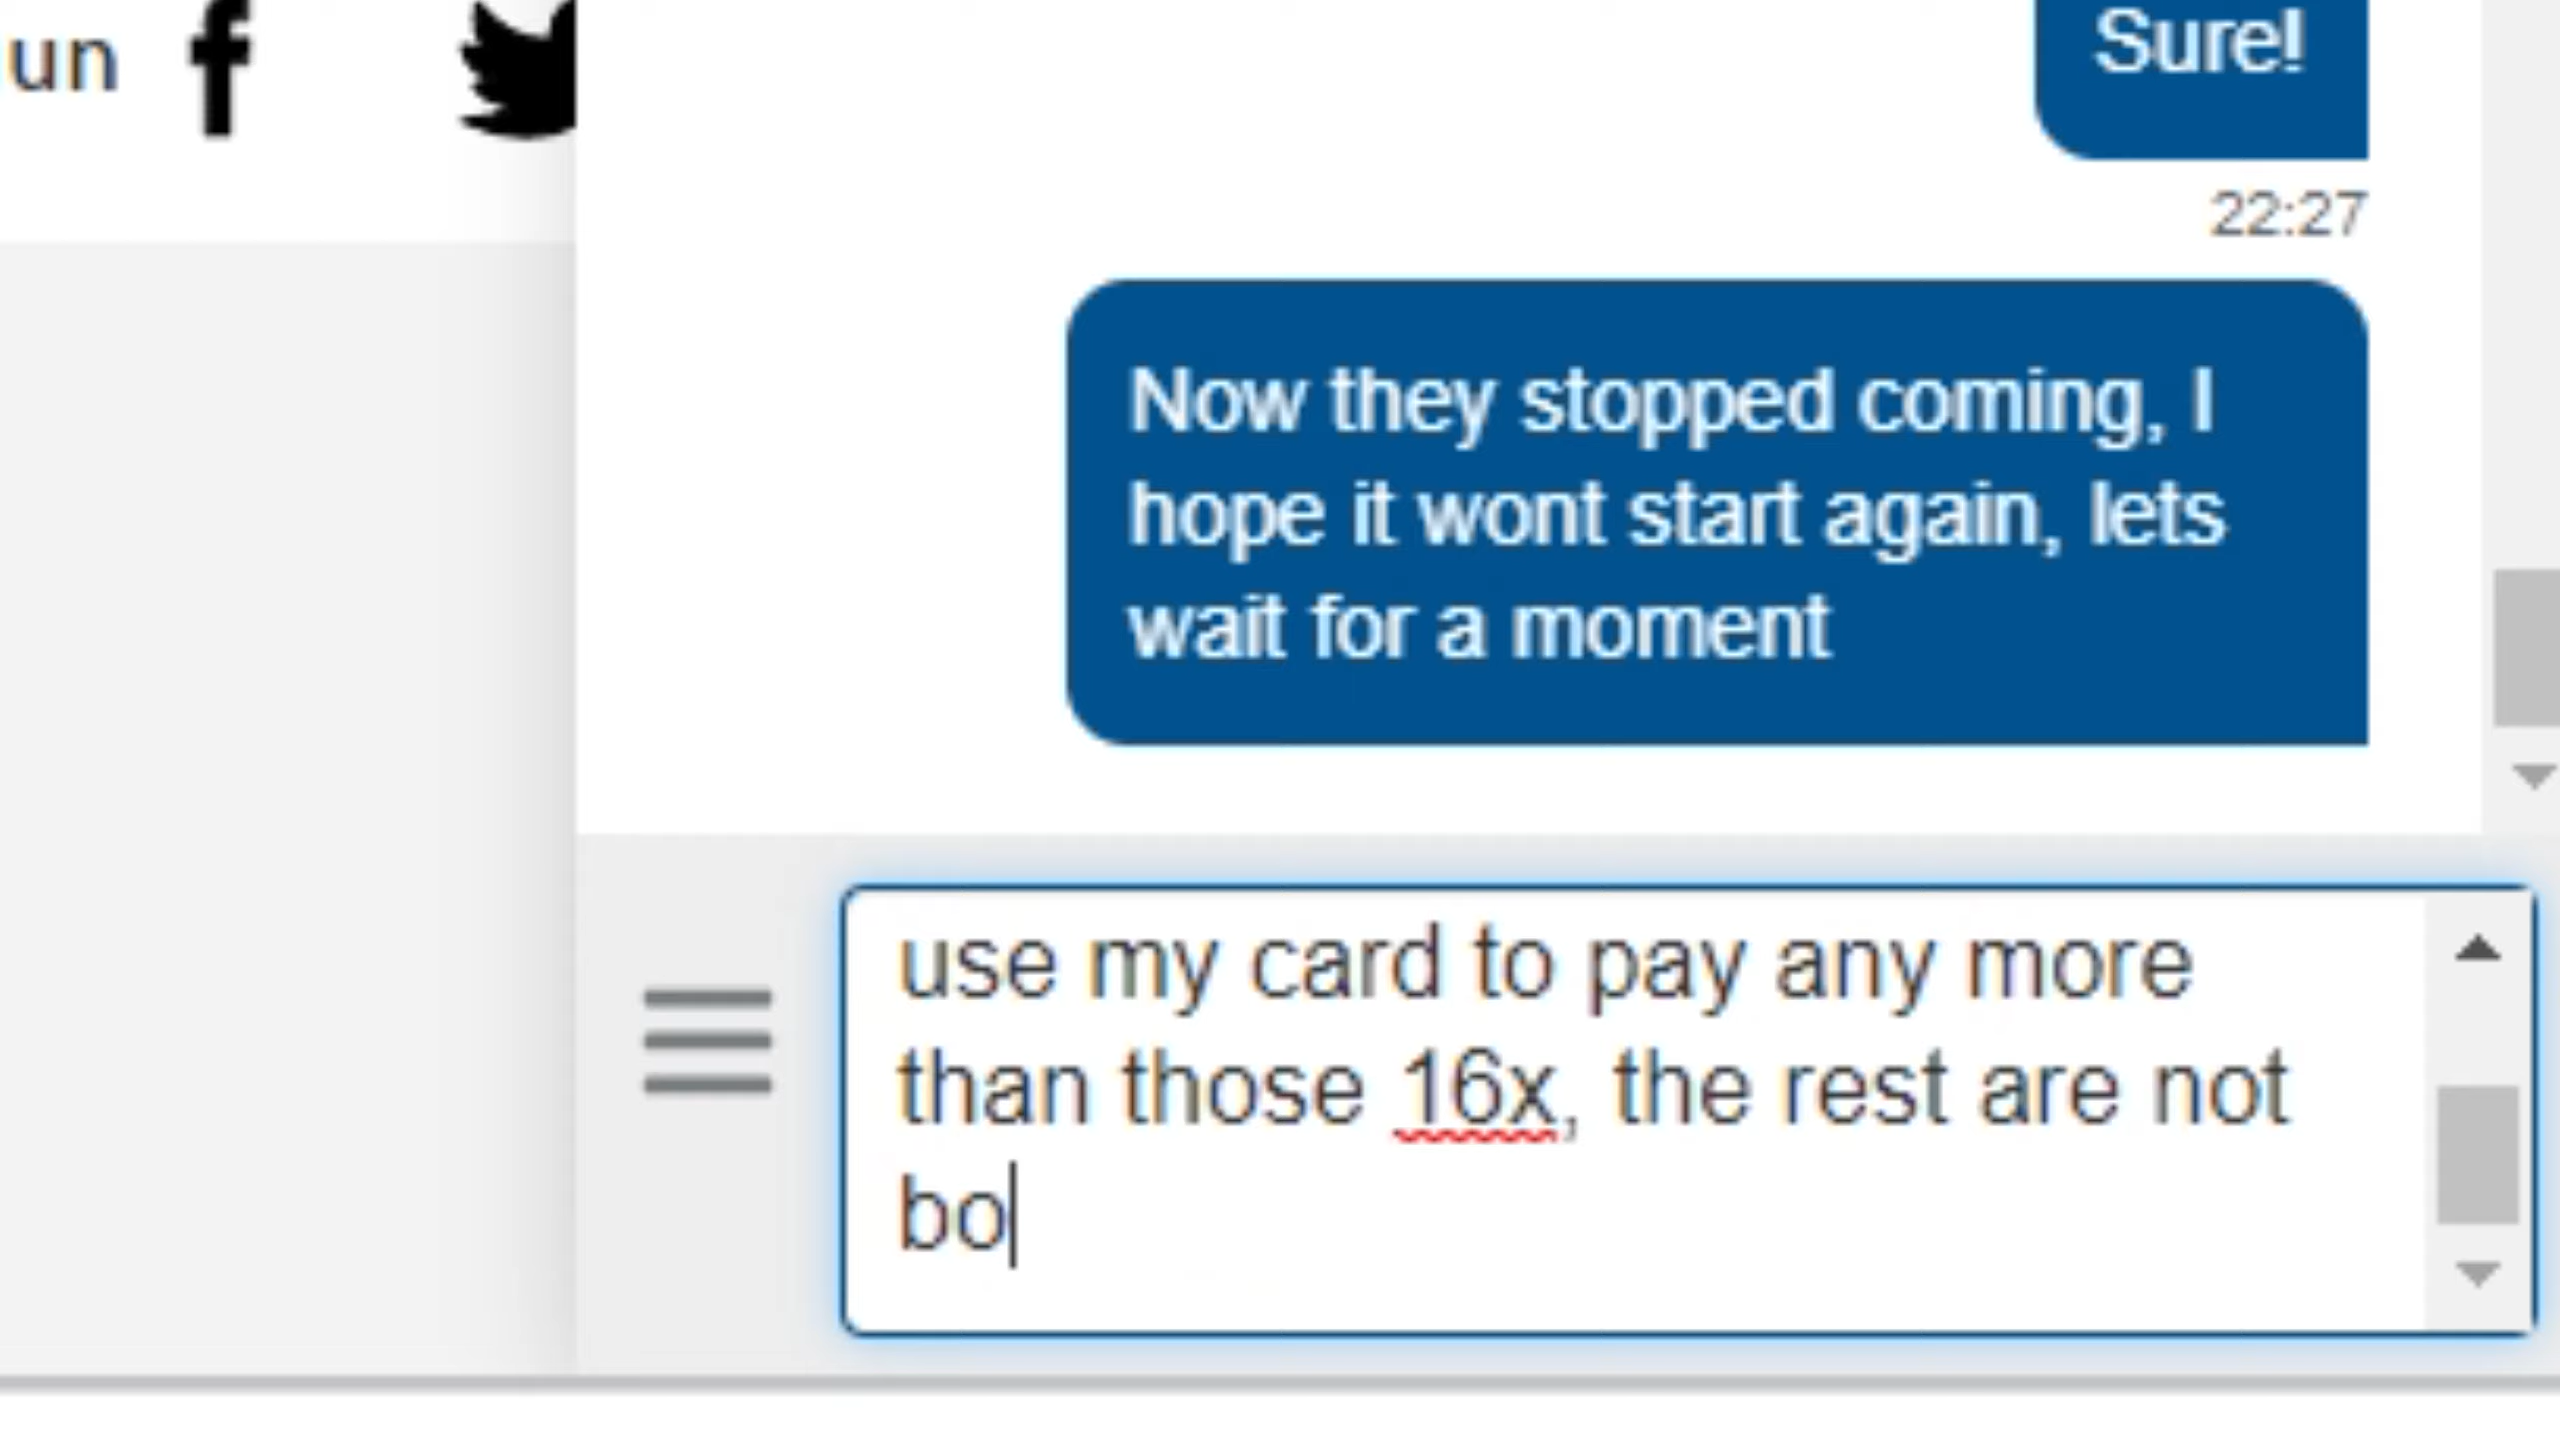 un
Sure!
22:27
Now they stopped coming, I
hope it wont start again, lets
wait for a moment
use my card to pay any more
than those 16x, the rest are not
bo